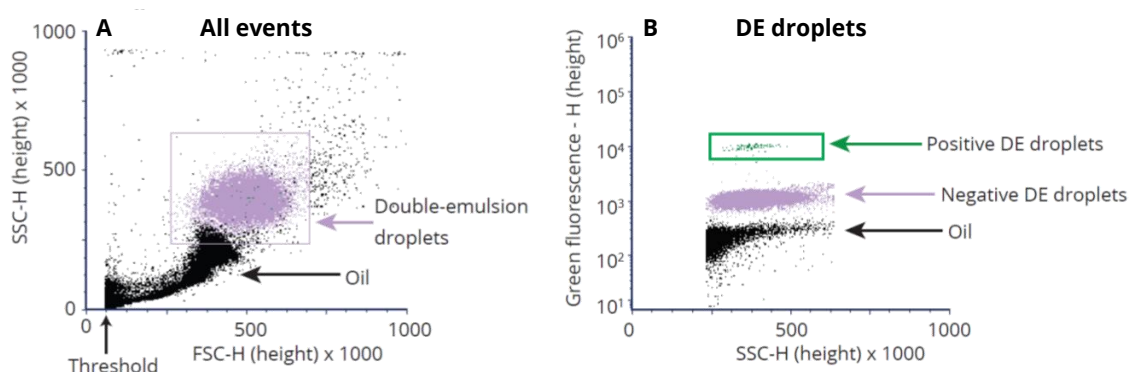 A
All events
1000
500
0
SSC-H (height) x 1000
Double-emulsion
droplets
Oil
0
500
1000
FSC-H (height) x 1000
Threshold
B
DE droplets
10⁶
10⁵
10⁴
10³
10²
10¹
Green fluorescence - H (height)
Positive DE droplets
Negative DE droplets
Oil
0
500
1000
SSC-H (height) x 1000